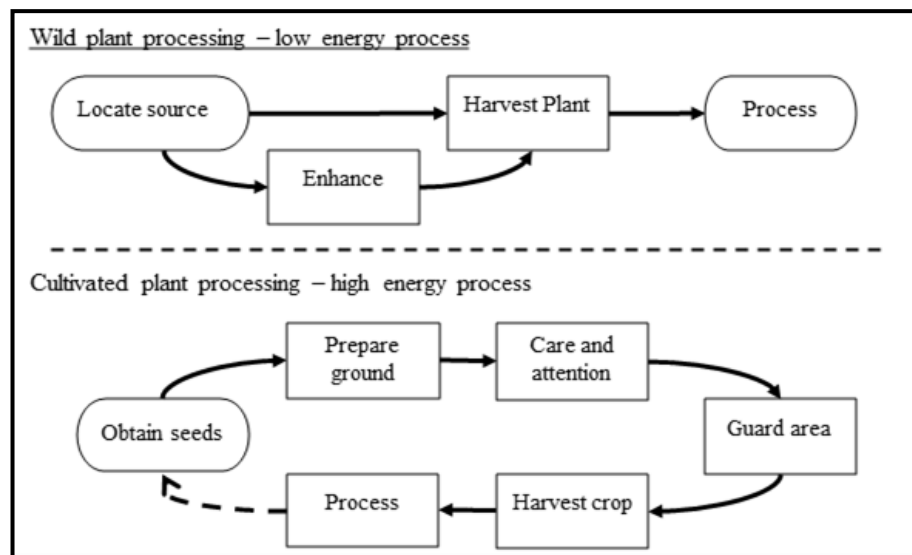 Wild plant processing – low energy process
Locate source
Harvest Plant
Process
Enhance
Cultivated plant processing – high energy process
Prepare
ground
Care and
attention
Obtain seeds
Guard area
Process
Harvest crop